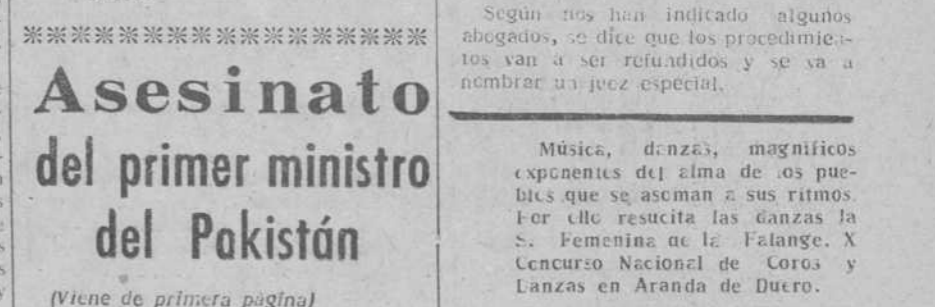 Asesinato
del primer ministro
del Pakistán
(Viene de primera página)
Según nos han indicado algunos
abogados, se dice que los procedimien-
tos van a ser refundidos y se va a
nombrar un juez especial.
Música, danzas, magníficos
exponentes del alma de los pue-
blos que se asoman a sus ritmos.
Por ello resucita las danzas la
S. Femenina de la Falange. X
Concurso Nacional de Coros y
Danzas en Aranda de Duero.